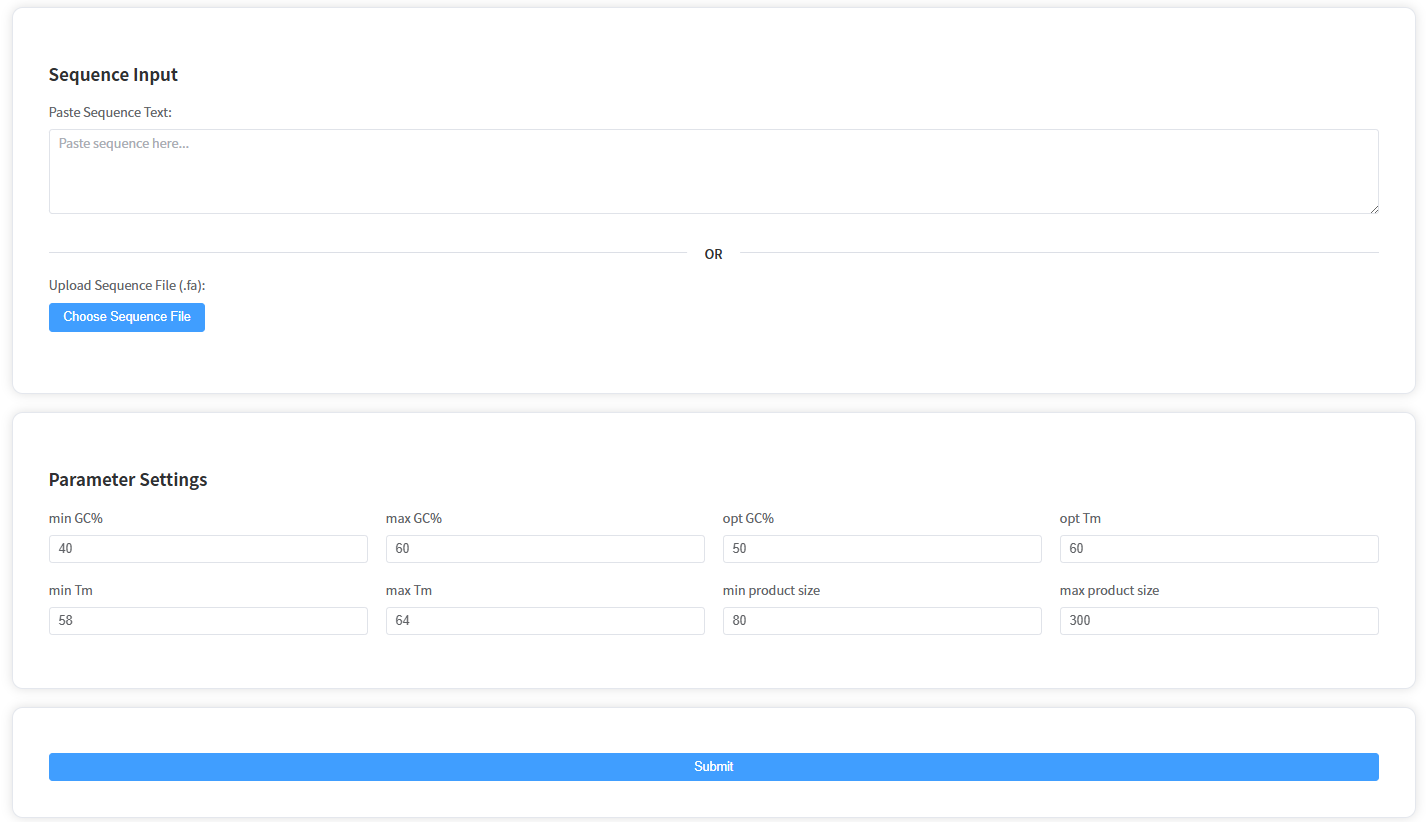 Sequence Input
Paste Sequence Text:
Paste sequence here...
OR
Upload Sequence File (.fa):
Choose Sequence File
Parameter Settings
min GC% max GC% opt GC% opt Tm
40 60 50 60
min Tm max Tm min product size max product size
58 64 80 300
Submit